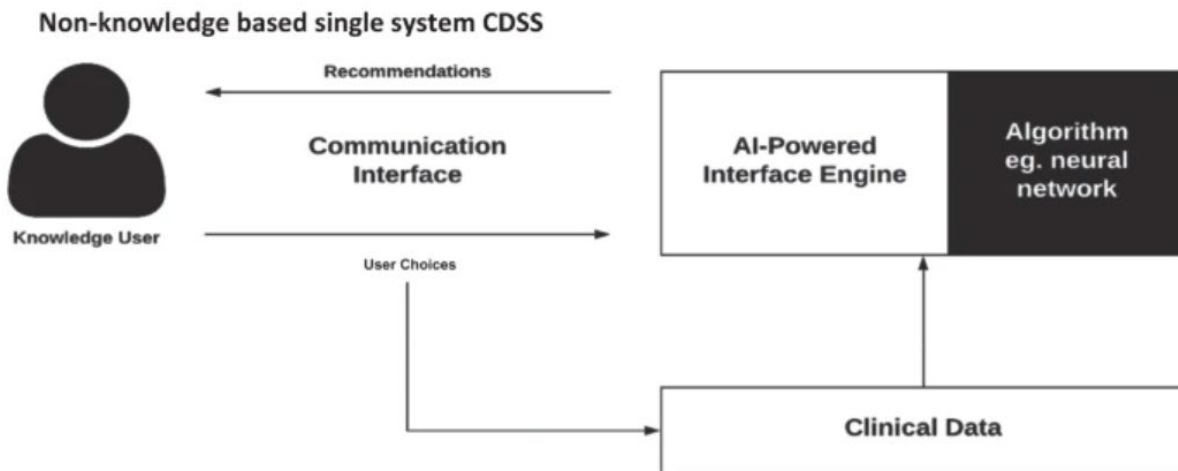 Non-knowledge based single system CDSS
Recommendations
Communication
Interface
Knowledge User
User Choices
AI-Powered
Interface Engine
Algorithm
eg. neural
network
Clinical Data